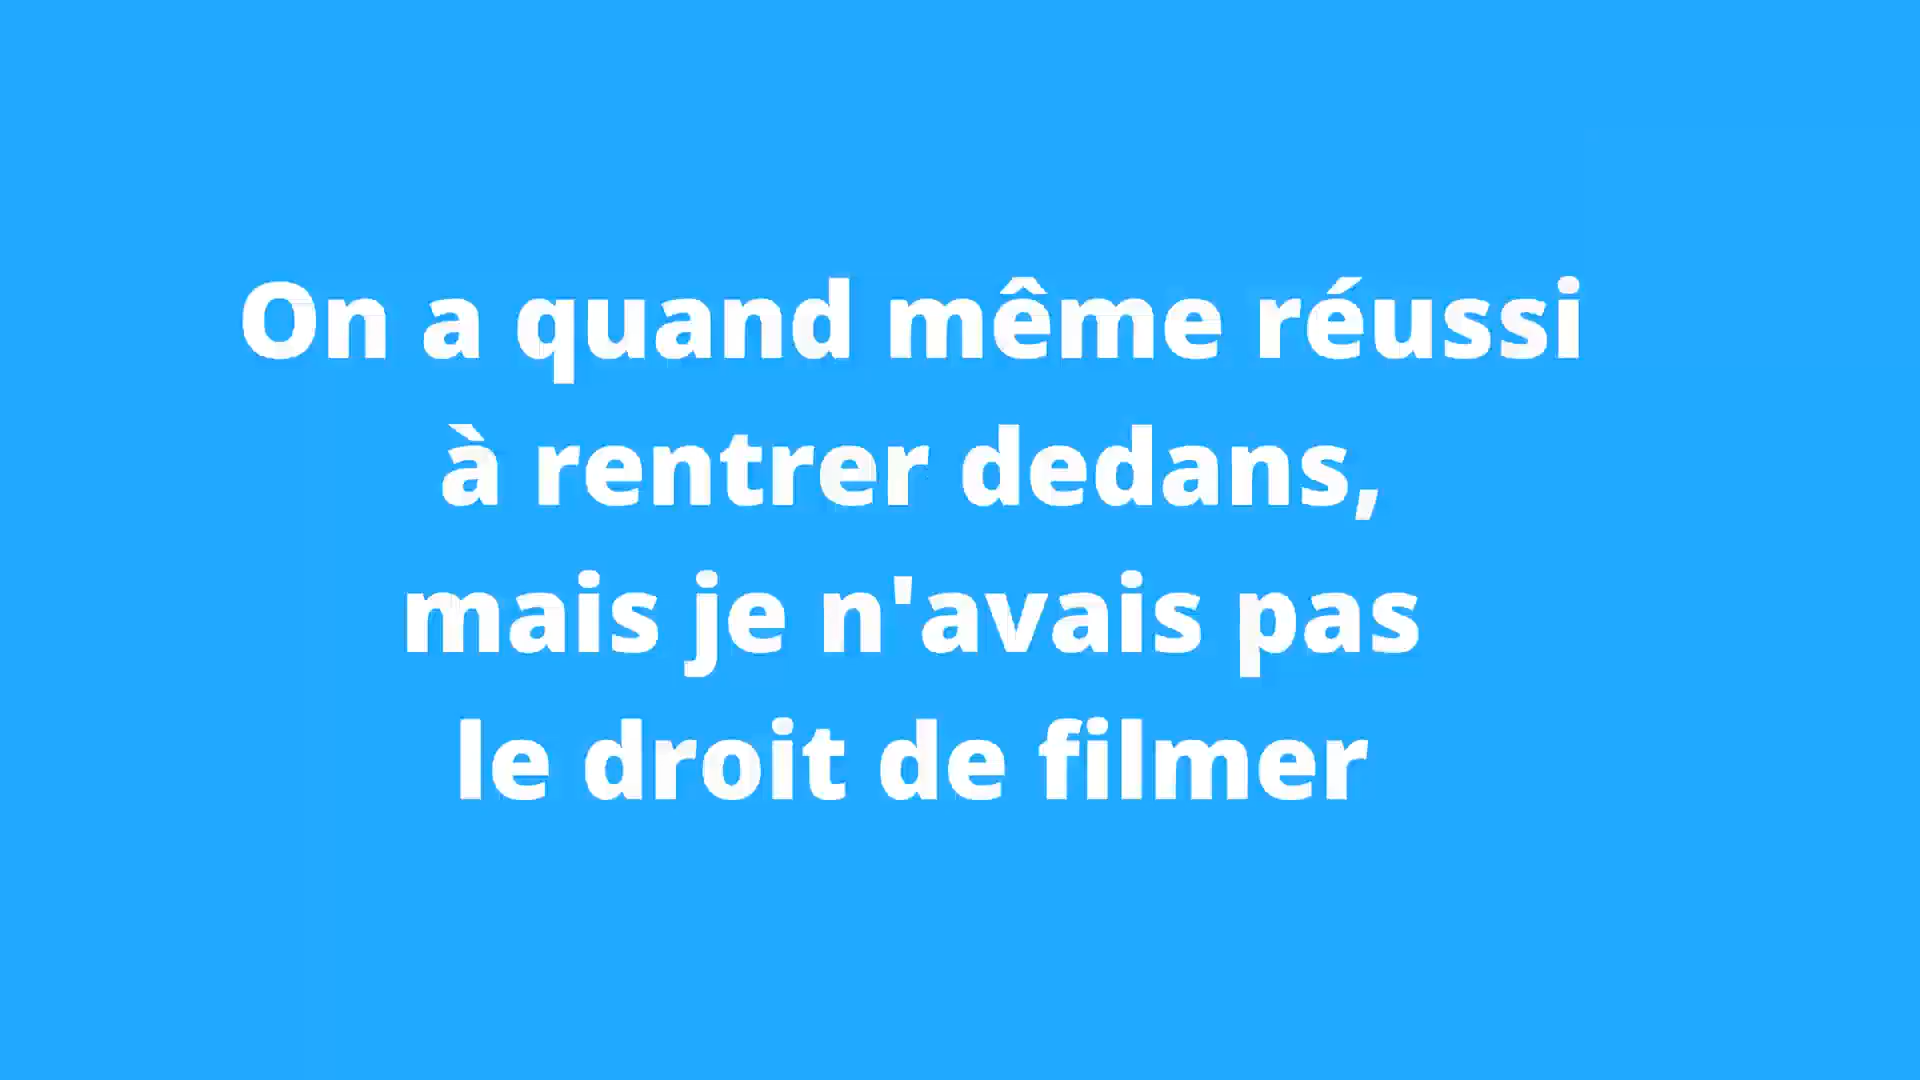 On a quand même réussi
à rentrer dedans,
mais je n'avais pas
le droit de filmer